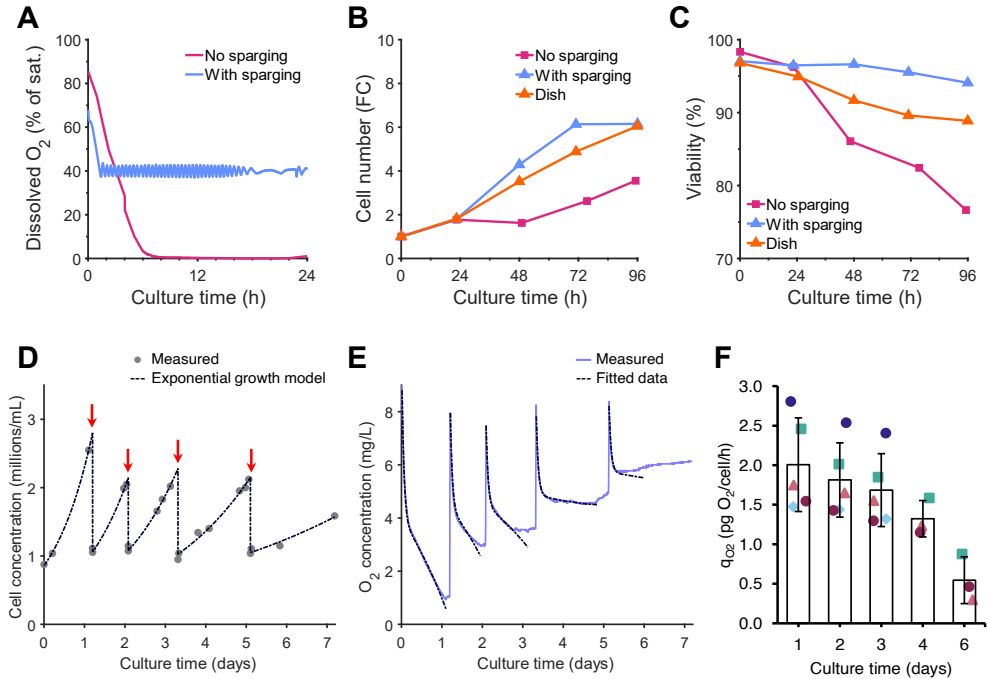 A
Dissolved O2 (% of sat.)
100
80
60
40
20
0
No sparging
With sparging
0 12 24
Culture time (h)
B
Cell number (FC)
10
8
6
4
2
0
No sparging
With sparging
Dish
0 24 48 72 96
Culture time (h)
C
Viability (%)
100
90
80
70
No sparging
With sparging
Dish
0 24 48 72 96
Culture time (h)
D
Measured
Exponential growth model
Cell concentration (millions/mL)
3
2
1
0
0 1 2 3 4 5 6 7
Culture time (days)
E
Measured
Fitted data
O2 concentration (mg/L)
8
6
4
2
0
0 1 2 3 4 5 6 7
Culture time (days)
F
qO2 (pg O2/cell/h)
3.0
2.5
2.0
1.5
1.0
0.5
0.0
1 2 3 4 6
Culture time (days)